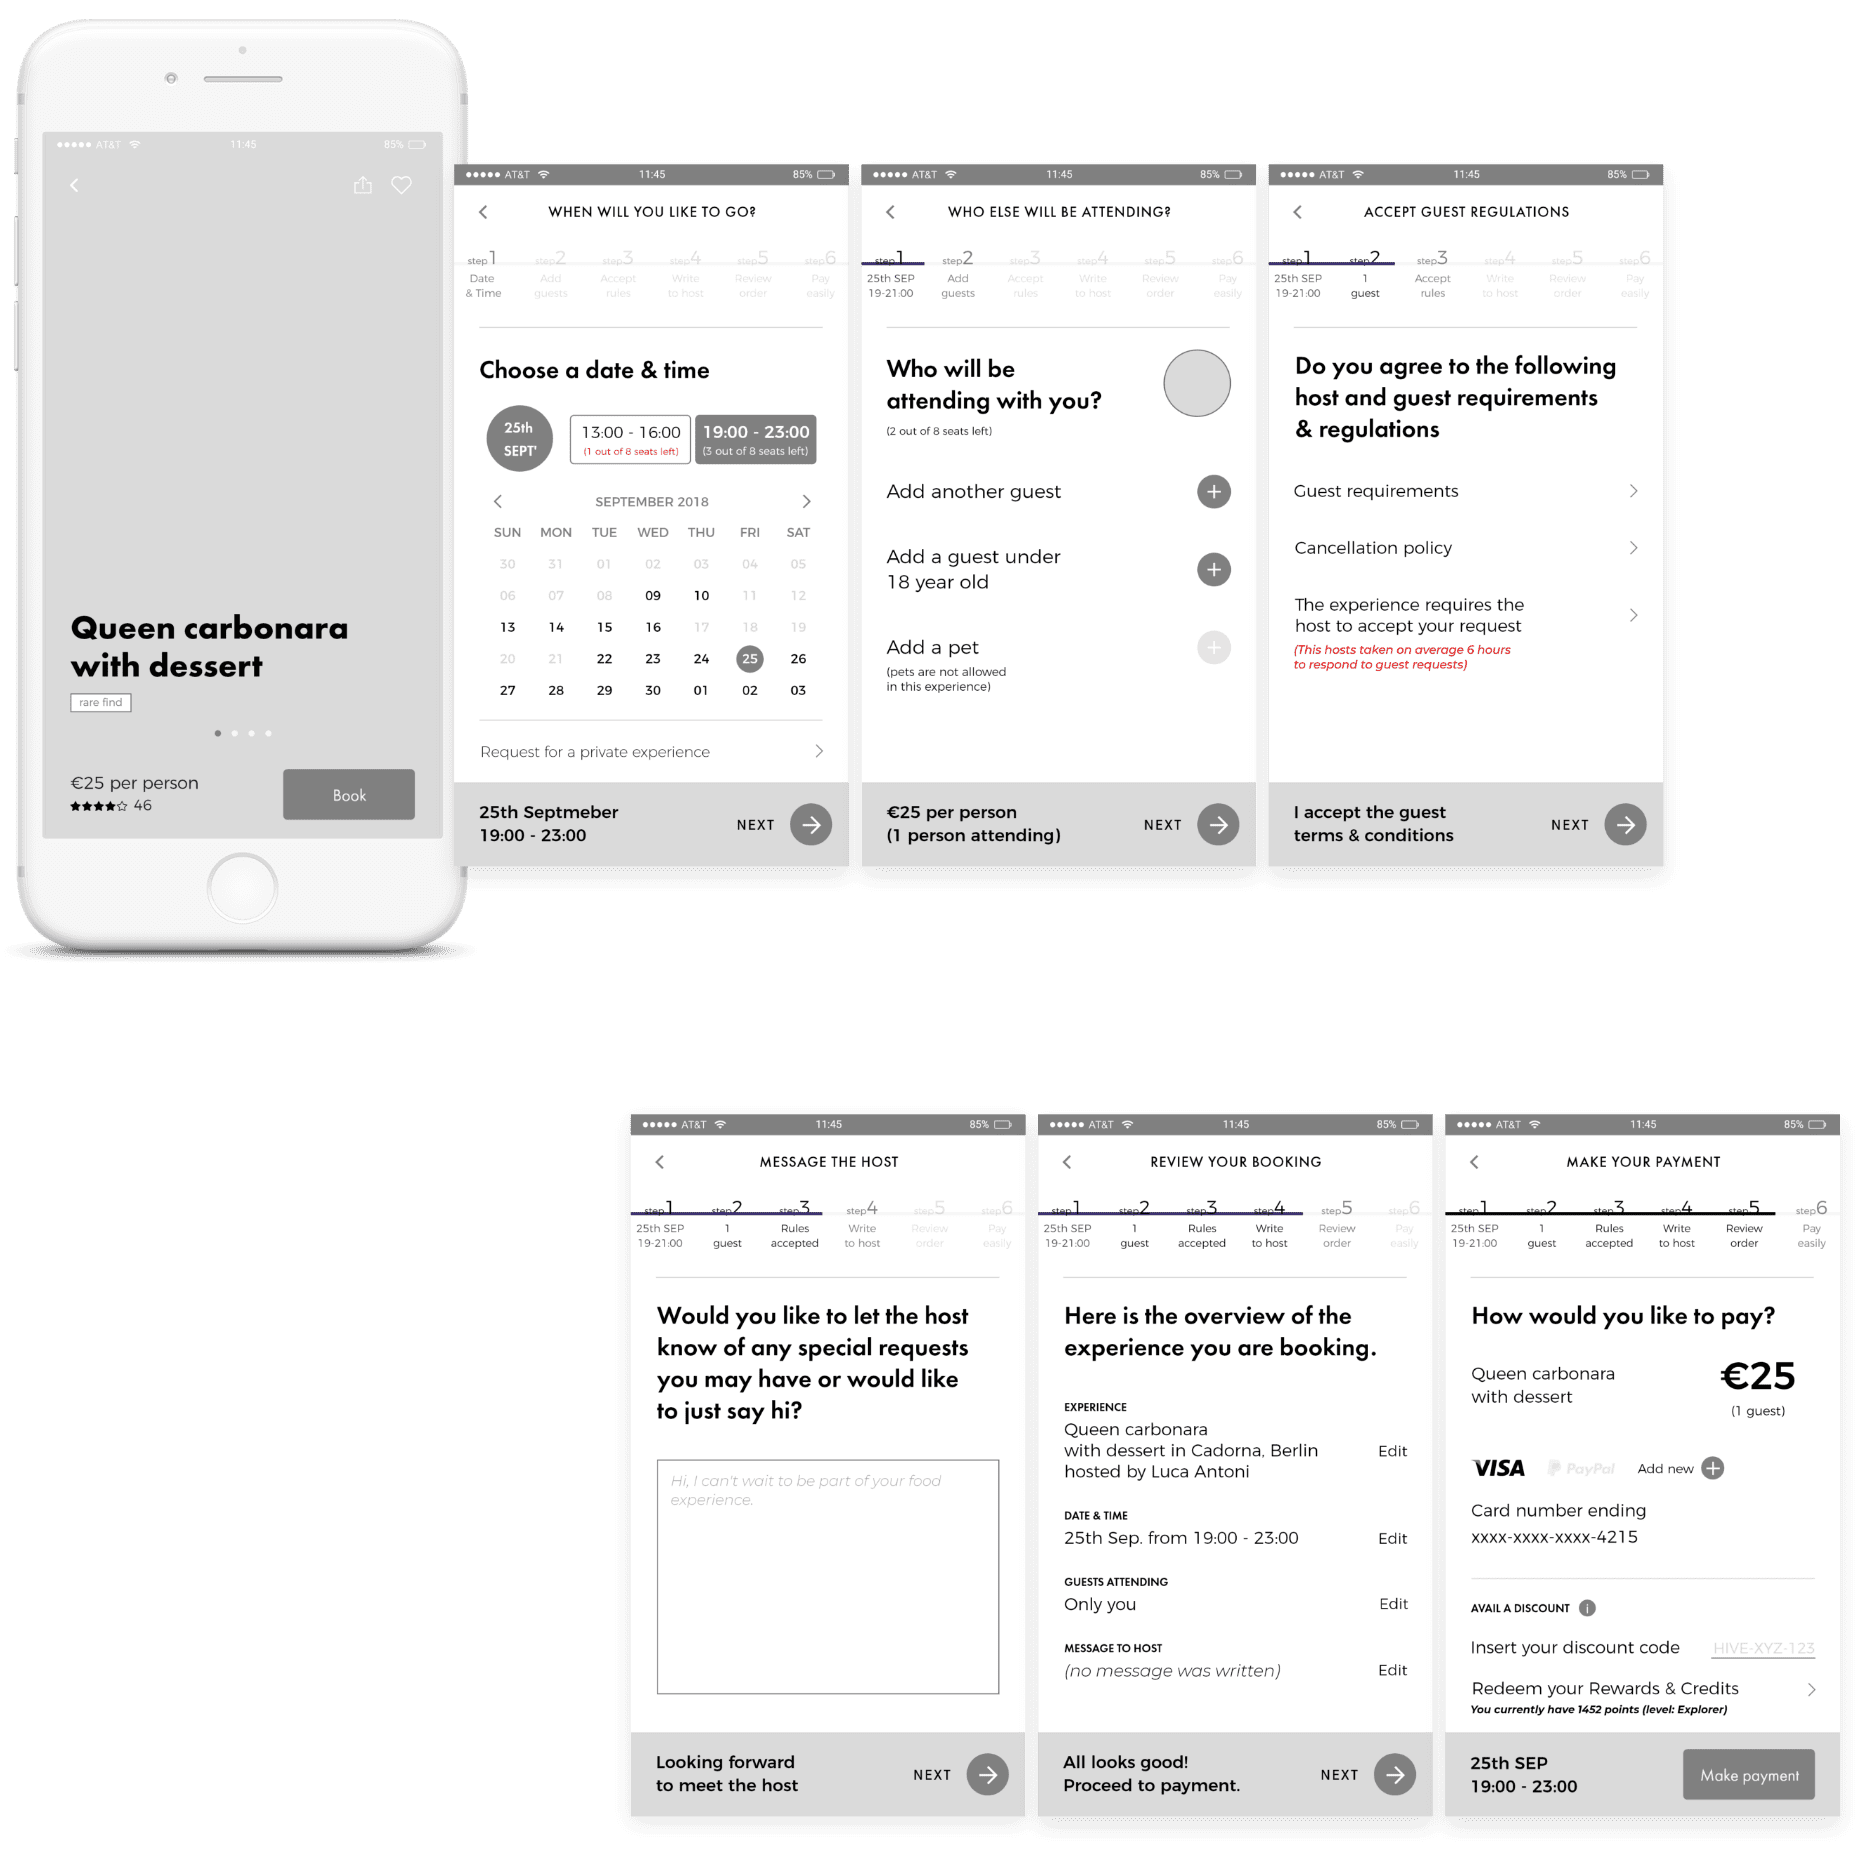 AT&T 11:45 85%
Queen carbonara
with dessert
rare find
€25 per person
46
Book
AT&T 11:45 85%
WHEN WILL YOU LIKE TO GO?
step1 step2 step3 step4 step5 step6
Date Add Accept Write Review Pay
& Time guests rules to host order easily
Choose a date & time
25th
SEPT'
13:00 - 16:00
(1 out of 8 seats left)
19:00 - 23:00
(3 out of 8 seats left)
SEPTEMBER 2018
SUN MON TUE WED THU FRI SAT
30 31 01 02 03 04 05
06 07 08 09 10 11 12
13 14 15 16 17 18 19
20 21 22 23 24 25 26
27 28 29 30 01 02 03
Request for a private experience
25th Septmeber
19:00 - 23:00
NEXT
AT&T 11:45 85%
WHO ELSE WILL BE ATTENDING?
step1 step2 step3 step4 step5 step6
25th SEP Add Accept Write Review Pay
19-21:00 guests rules to host order easily
Who will be
attending with you?
(2 out of 8 seats left)
Add another guest
Add a guest under
18 year old
Add a pet
(pets are not allowed
in this experience)
€25 per person
(1 person attending)
NEXT
AT&T 11:45 85%
ACCEPT GUEST REGULATIONS
step1 step2 step3 step4 step5 step6
25th SEP 1 Accept Write Review Pay
19-21:00 guest rules to host order easily
Do you agree to the following
host and guest requirements
& regulations
Guest requirements
Cancellation policy
The experience requires the
host to accept your request
(This hosts taken on average 6 hours
to respond to guest requests)
I accept the guest
terms & conditions
NEXT
AT&T 11:45 85%
MESSAGE THE HOST
step1 step2 step3 step4 step5 step6
25th SEP 1 Rules Write Review Pay
19-21:00 guest accepted to host order easily
Would you like to let the host
know of any special requests
you may have or would like
to just say hi?
Hi, I can't wait to be part of your food
experience.
Looking forward
to meet the host
NEXT
AT&T 11:45 85%
REVIEW YOUR BOOKING
step1 step2 step3 step4 step5 step6
25th SEP 1 Rules Write Review Pay
19-21:00 guest accepted to host order easily
Here is the overview of the
experience you are booking.
EXPERIENCE
Queen carbonara
with dessert in Cadorna, Berlin
hosted by Luca Antoni
Edit
DATE & TIME
25th Sep. from 19:00 - 23:00
Edit
GUESTS ATTENDING
Only you
Edit
MESSAGE TO HOST
(no message was written)
Edit
All looks good!
Proceed to payment.
NEXT
AT&T 11:45 85%
MAKE YOUR PAYMENT
step1 step2 step3 step4 step5 step6
25th SEP 1 Rules Write Review Pay
19-21:00 guest accepted to host order easily
How would you like to pay?
Queen carbonara
with dessert
€25
(1 guest)
VISA PayPal Add new
Card number ending
xxxx-xxxx-xxxx-4215
AVAIL A DISCOUNT i
Insert your discount code HIVE-XYZ-123
Redeem your Rewards & Credits
You currently have 1452 points (level: Explorer)
25th SEP
19:00 - 23:00
Make payment